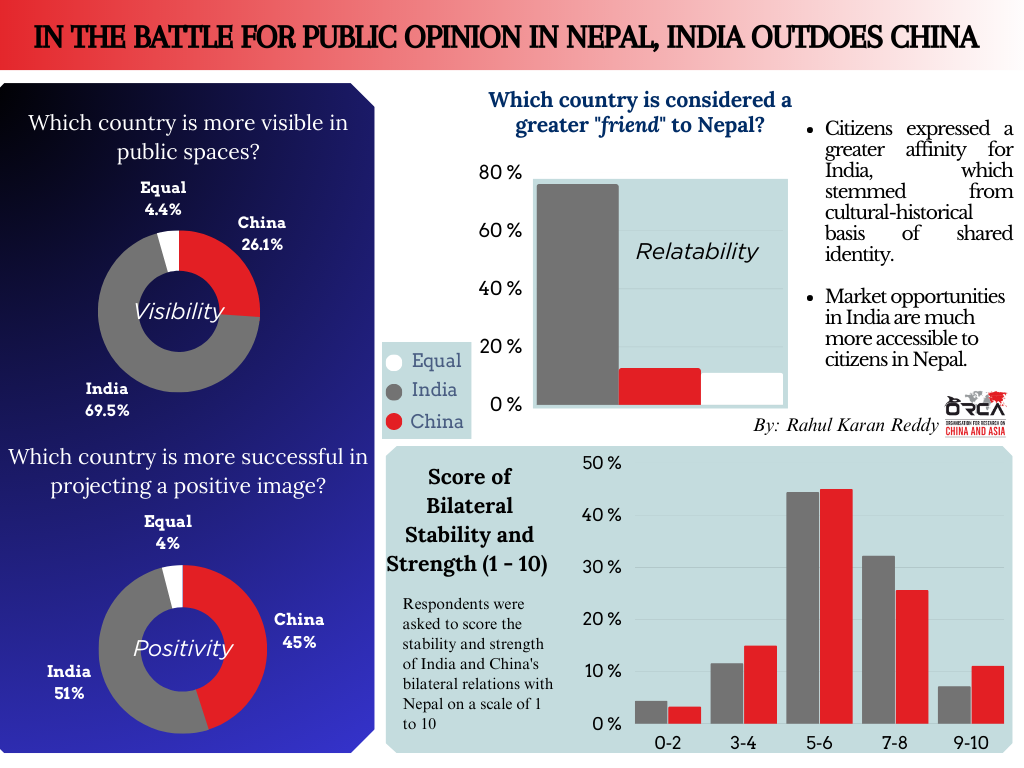 IN THE BATTLE FOR PUBLIC OPINION IN NEPAL, INDIA OUTDOES CHINA
Which country is more visible in
public spaces?
Equal
4.4%
China
26.1%
Visibility
India
69.5%
Which country is more successful in
projecting a positive image?
Equal
4%
China
45%
Positivity
India
51%
Which country is considered a
greater "friend" to Nepal?
80 %
60 %
40 %
20 %
0 %
Relatability
Equal
India
China
Citizens expressed a
greater affinity for
India, which
stemmed from
cultural-historical
basis of shared
identity.
Market opportunities
in India are much
more accessible to
citizens in Nepal.
By: Rahul Karan Reddy
ORCA
ORGANISATION FOR RESEARCH ON
CHINA AND ASIA
Score of
Bilateral
Stability and
Strength (1 - 10)
Respondents were
asked to score the
stability and strength
of India and China's
bilateral relations with
Nepal on a scale of 1
to 10
50 %
40 %
30 %
20 %
10 %
0 %
0-2
3-4
5-6
7-8
9-10